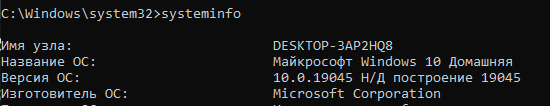 C:\Windows\system32>systeminfo
Имя узла: DESKTOP-3AP2HQ8
Название ОС: Майкрософт Windows 10 Домашняя
Версия ОС: 10.0.19045 Н/Д построение 19045
Изготовитель ОС: Microsoft Corporation